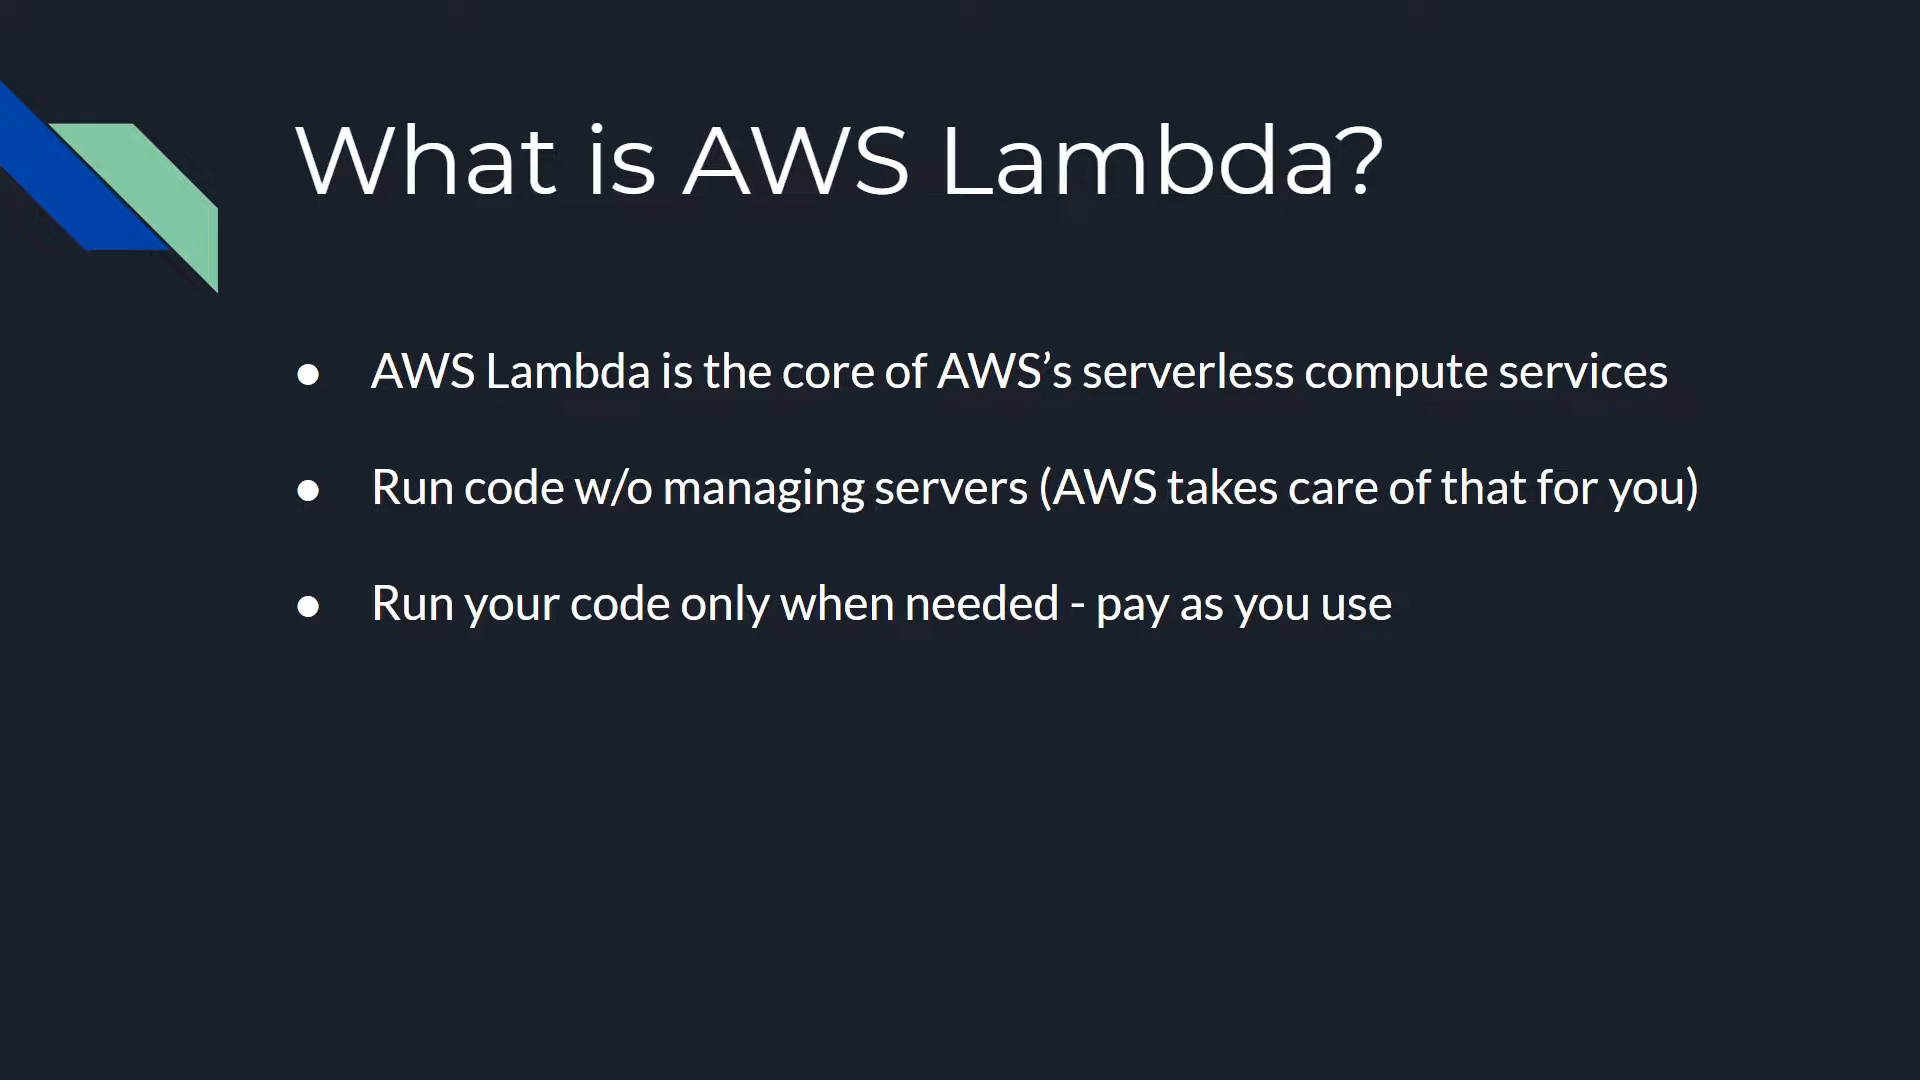 What is AWS Lambda?
● AWS Lambda is the core of AWS’s serverless compute services
● Run code w/o managing servers (AWS takes care of that for you)
● Run your code only when needed - pay as you use